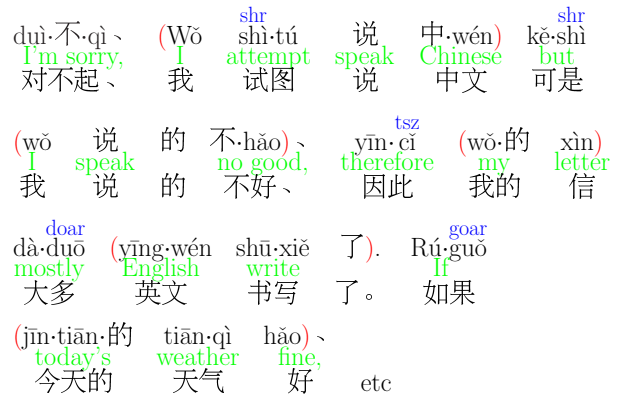 shr shr
duì·不·qì、 (Wǒ shì·tú 说 中·wén) kě·shì
I'm sorry, I attempt speak Chinese but
对不起、 我 试图 说 中文 可是
tsz
(wǒ 说 的 不·hǎo)、 yīn·cǐ (wǒ·的 xìn)
I speak no good, therefore my letter
我 说 的 不好、 因此 我的 信
doar goar
dà·duō (yīng·wén shū·xiě 了). Rú·guǒ
mostly English write If
大多 英文 书写 了。 如果
(jīn·tiān·的 tiān·qì hǎo)、
today's weather fine,
今天的 天气 好 etc